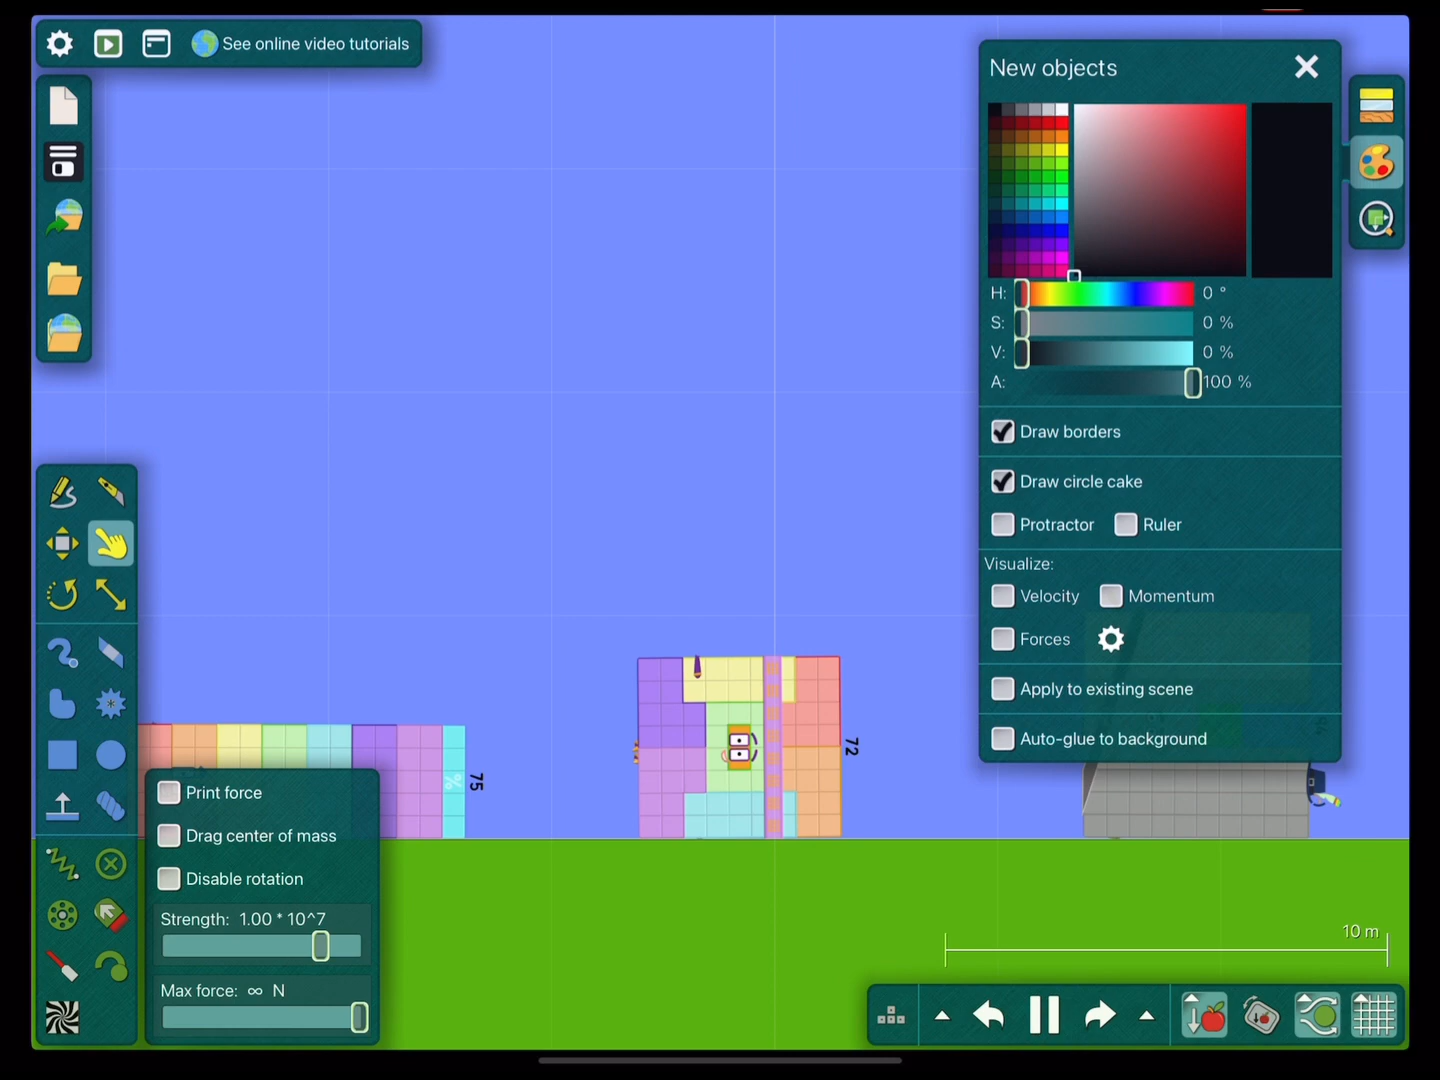 See online video tutorials
New objects
H: 0 °
S: 0 %
V: 0 %
A: 100 %
Draw borders
Draw circle cake
Protractor Ruler
Visualize:
Velocity Momentum
Forces
Apply to existing scene
Auto-glue to background
72
75
%
Print force
Drag center of mass
Disable rotation
Strength: 1.00 * 10^7
Max force: ∞ N
10 m